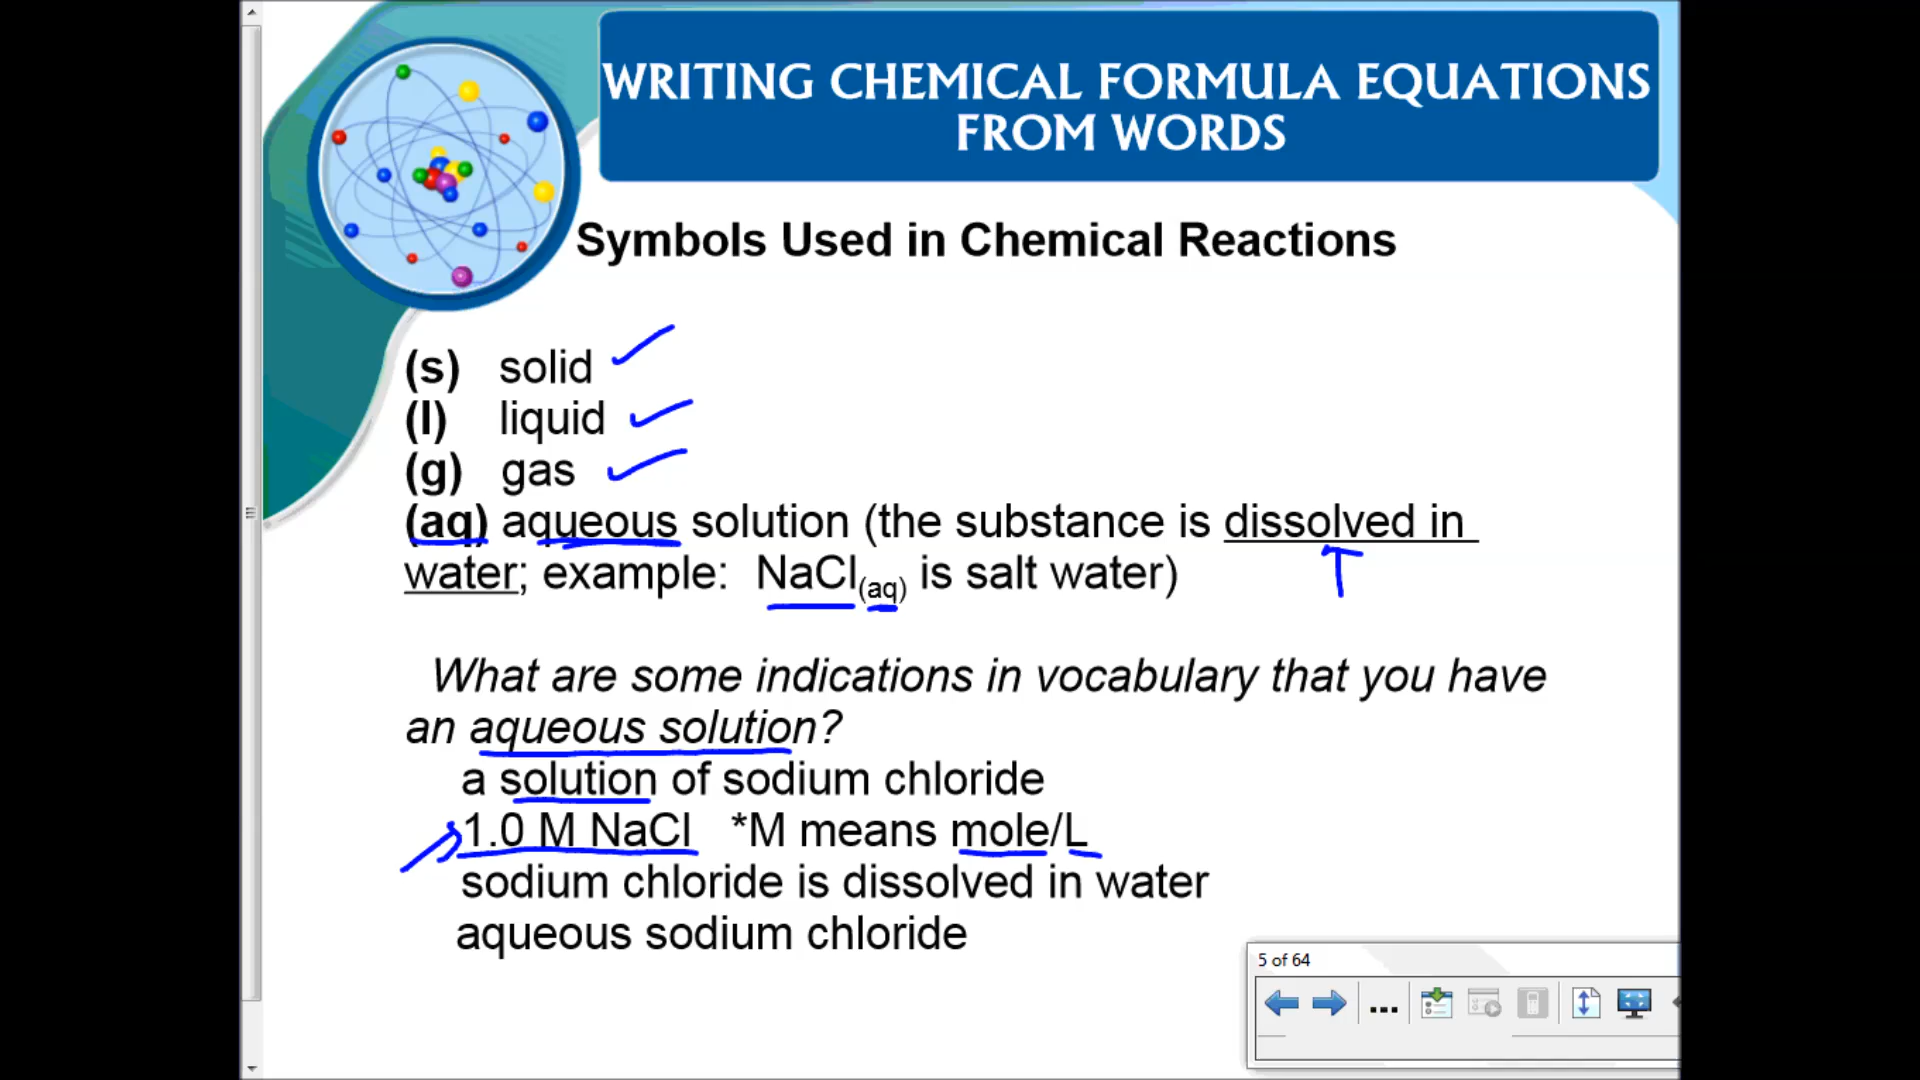 WRITING CHEMICAL FORMULA EQUATIONS
FROM WORDS
Symbols Used in Chemical Reactions
(s) solid
(l) liquid
(g) gas
(aq) aqueous solution (the substance is dissolved in
water; example: NaCl(aq) is salt water)
What are some indications in vocabulary that you have
an aqueous solution?
a solution of sodium chloride
1.0 M NaCl *M means mole/L
sodium chloride is dissolved in water
aqueous sodium chloride
5 of 64